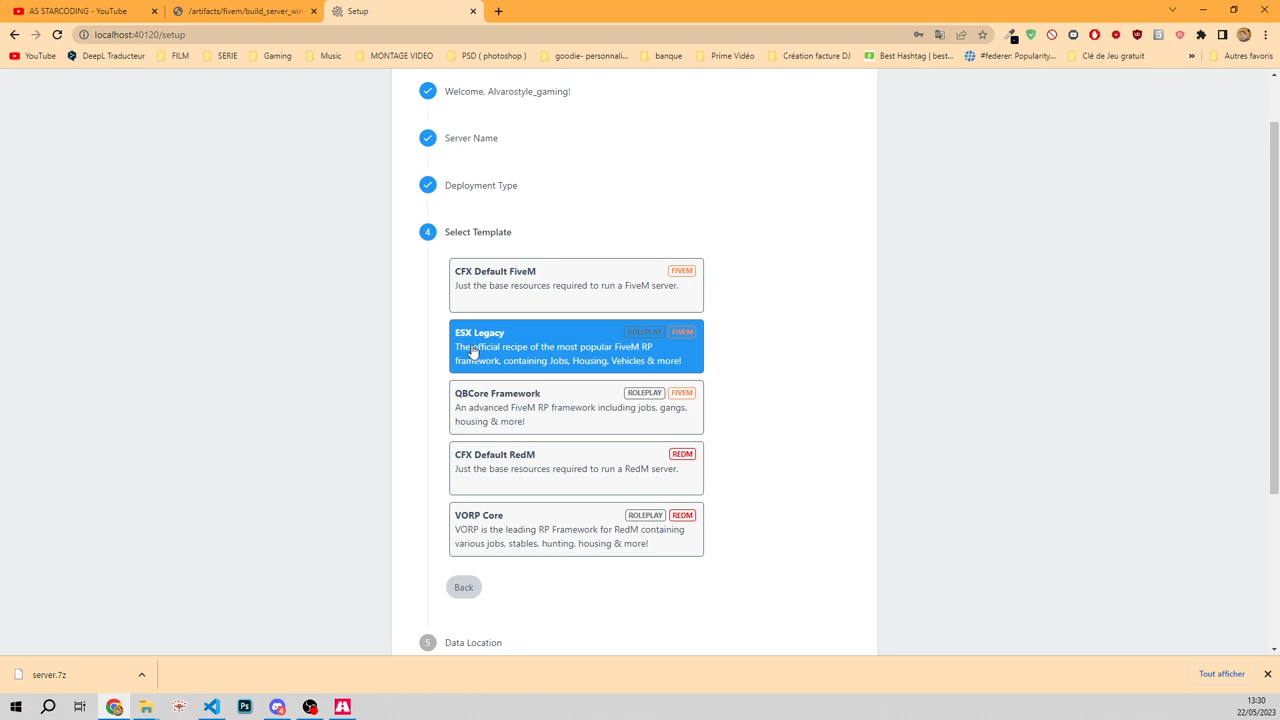 AS STARCODING - YouTube
/artifacts/fivem/build_server_win
Setup
localhost:40120/setup
YouTube
DeepL Traducteur
FILM
SERIE
Gaming
Music
MONTAGE VIDEO
PSD ( photoshop )
goodie- personnali...
banque
Prime Vidéo
Création facture DJ
Best Hashtag | best...
#federer: Popularity...
Clé de Jeu gratuit
»
Autres favoris
Welcome, Alvarostyle_gaming!
Server Name
Deployment Type
4 Select Template
CFX Default FiveM FIVEM
Just the base resources required to run a FiveM server.
ESX Legacy ROLEPLAY FIVEM
The official recipe of the most popular FiveM RP
framework, containing Jobs, Housing, Vehicles & more!
QBCore Framework ROLEPLAY FIVEM
An advanced FiveM RP framework including jobs, gangs,
housing & more!
CFX Default RedM REDM
Just the base resources required to run a RedM server.
VORP Core ROLEPLAY REDM
VORP is the leading RP Framework for RedM containing
various jobs, stables, hunting, housing & more!
Back
5 Data Location
server.7z
Tout afficher
Ps
13:30
22/05/2023